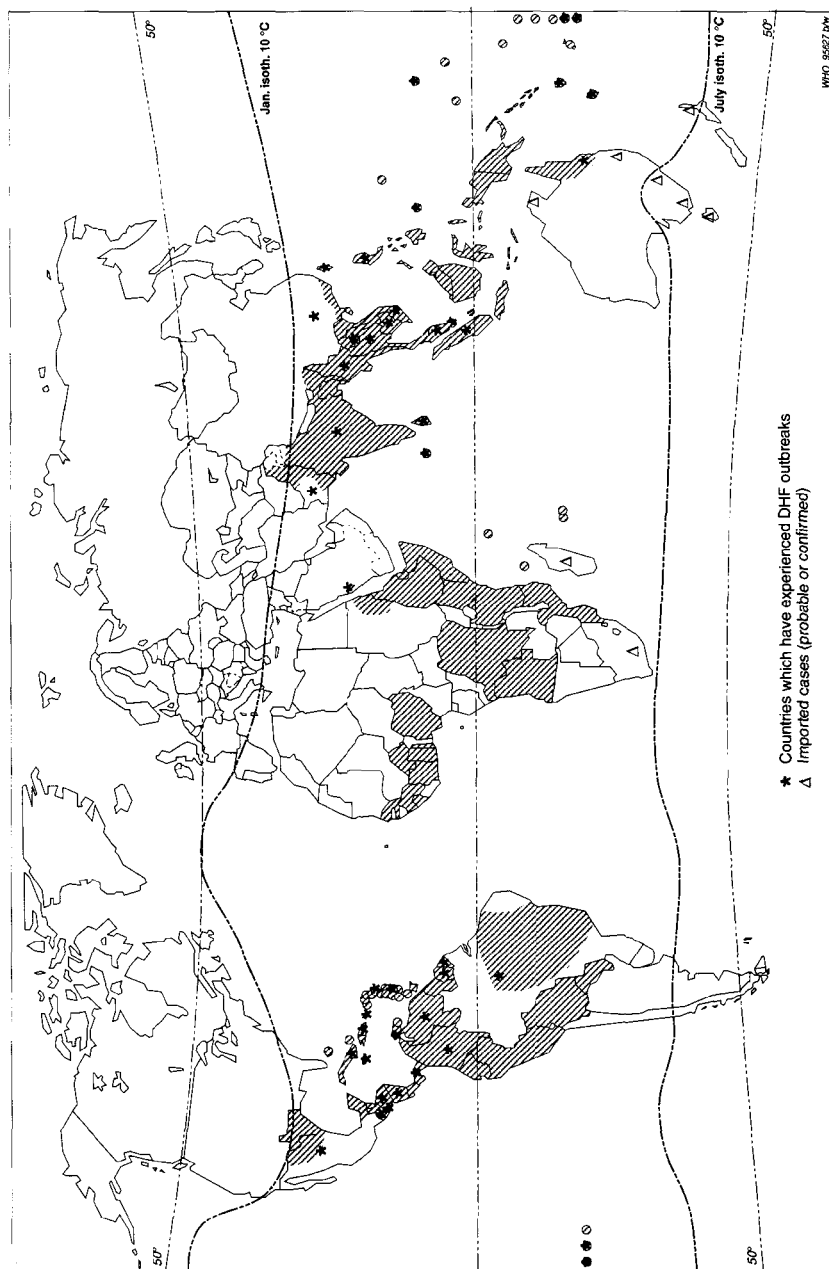 50°
50°
Jan. isoth. 10 °C
July isoth. 10 °C
50°
50°
* Countries which have experienced DHF outbreaks
△ Imported cases (probable or confirmed)
WHO 95627 b/w